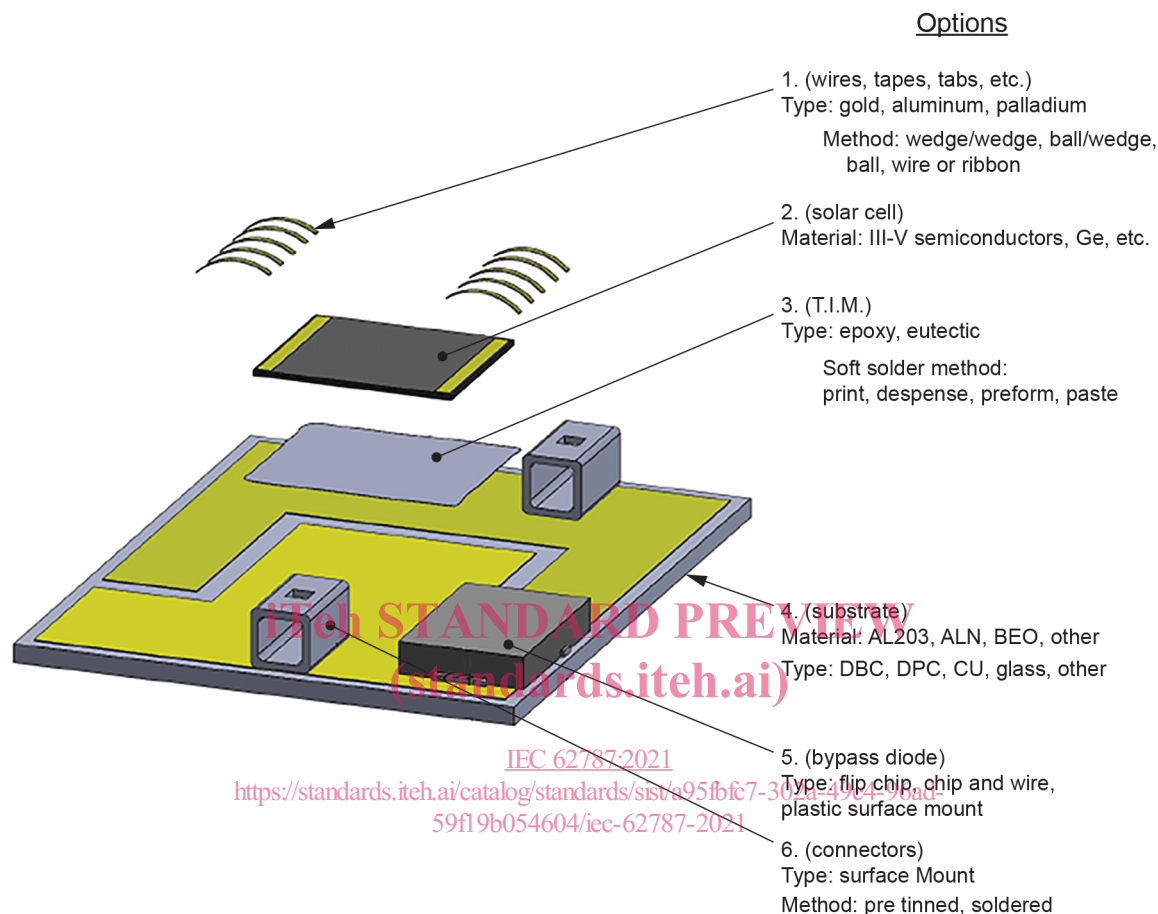 Options
1. (wires, tapes, tabs, etc.)
Type: gold, aluminum, palladium
Method: wedge/wedge, ball/wedge,
ball, wire or ribbon
2. (solar cell)
Material: III-V semiconductors, Ge, etc.
3. (T.I.M.)
Type: epoxy, eutectic
Soft solder method:
print, despense, preform, paste
4. (substrate)
Material: AL203, ALN, BEO, other
Type: DBC, DPC, CU, glass, other
iTeh STANDARD PREVIEW
(standards.iteh.ai)
5. (bypass diode)
Type: flip chip, chip and wire,
plastic surface mount
IEC 62787:2021
https://standards.iteh.ai/catalog/standards/sist/a95fbfc7-302a-49c4-96ad-
59f19b054604/iec-62787-2021
6. (connectors)
Type: surface Mount
Method: pre tinned, soldered